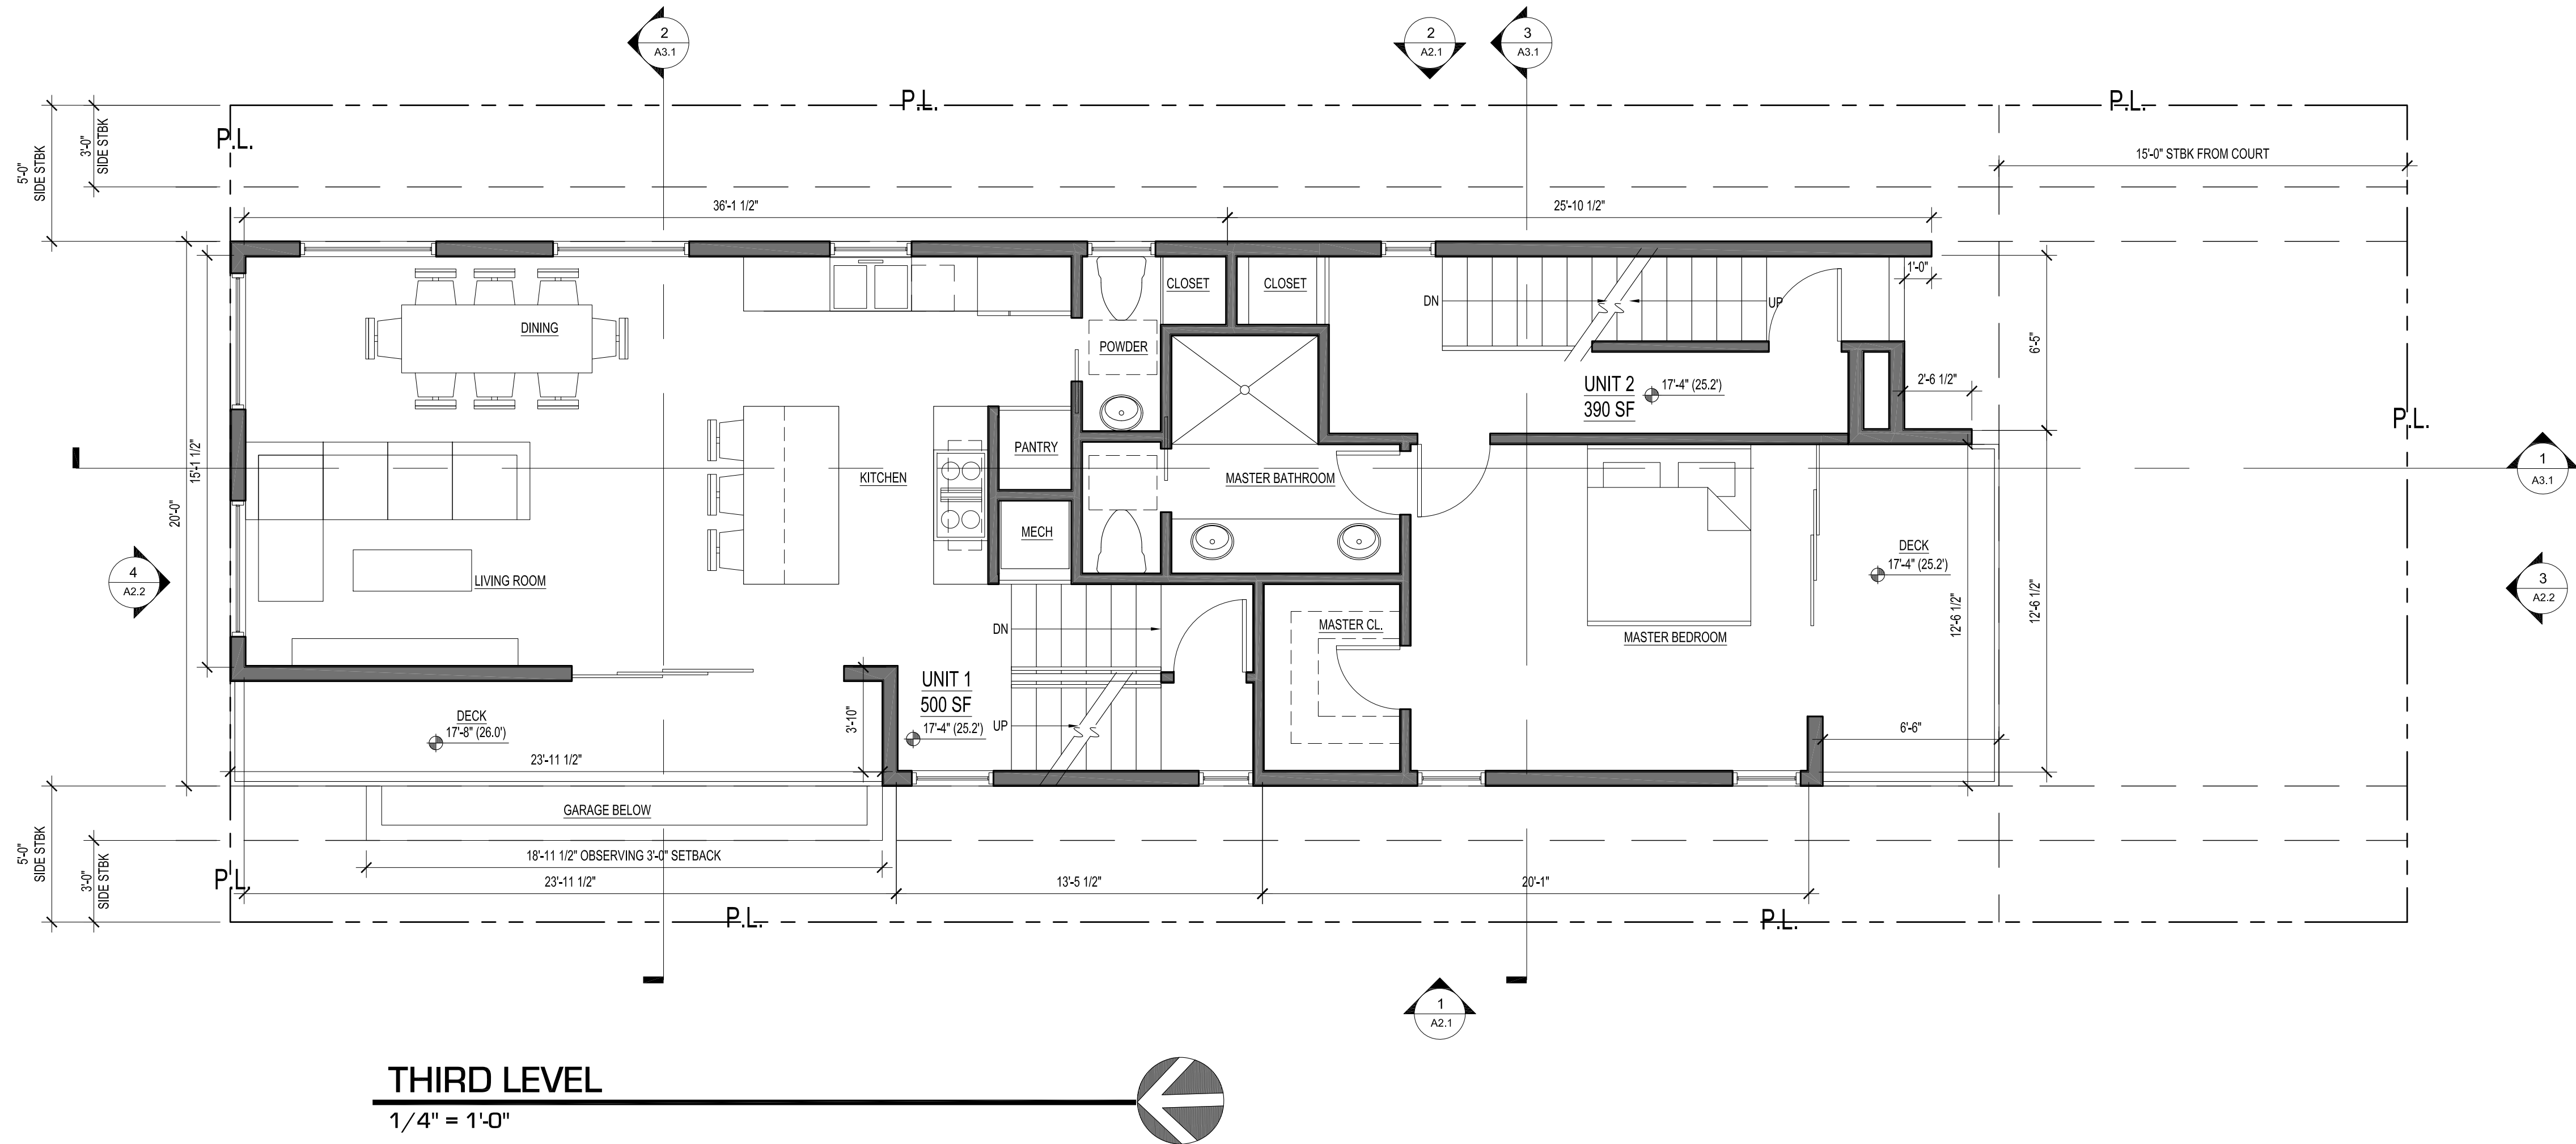 2
A3.1
2
A2.1
3
A3.1
P.L.
P.L.
P.L.
5'-0"
SIDE STBK
3'-0"
SIDE STBK
15'-0" STBK FROM COURT
36'-1 1/2"
25'-10 1/2"
CLOSET
CLOSET
DN
UP
1'-0"
DINING
POWDER
6'-5"
UNIT 2
390 SF
17'-4" (25.2')
2'-6 1/2"
P.L.
15'-1 1/2"
20'-0"
PANTRY
KITCHEN
MASTER BATHROOM
1
A3.1
MECH
DECK
17'-4" (25.2')
4
A2.2
LIVING ROOM
3
A2.2
12'-6 1/2"
12'-6 1/2"
DN
MASTER CL.
MASTER BEDROOM
UNIT 1
500 SF
17'-4" (25.2')
UP
DECK
17'-8" (26.0')
3'-10"
6'-6"
23'-11 1/2"
GARAGE BELOW
5'-0"
SIDE STBK
3'-0"
SIDE STBK
18'-11 1/2" OBSERVING 3'-0" SETBACK
P.L.
23'-11 1/2"
13'-5 1/2"
20'-1"
P.L.
P.L.
1
A2.1
THIRD LEVEL
1/4" = 1'-0"